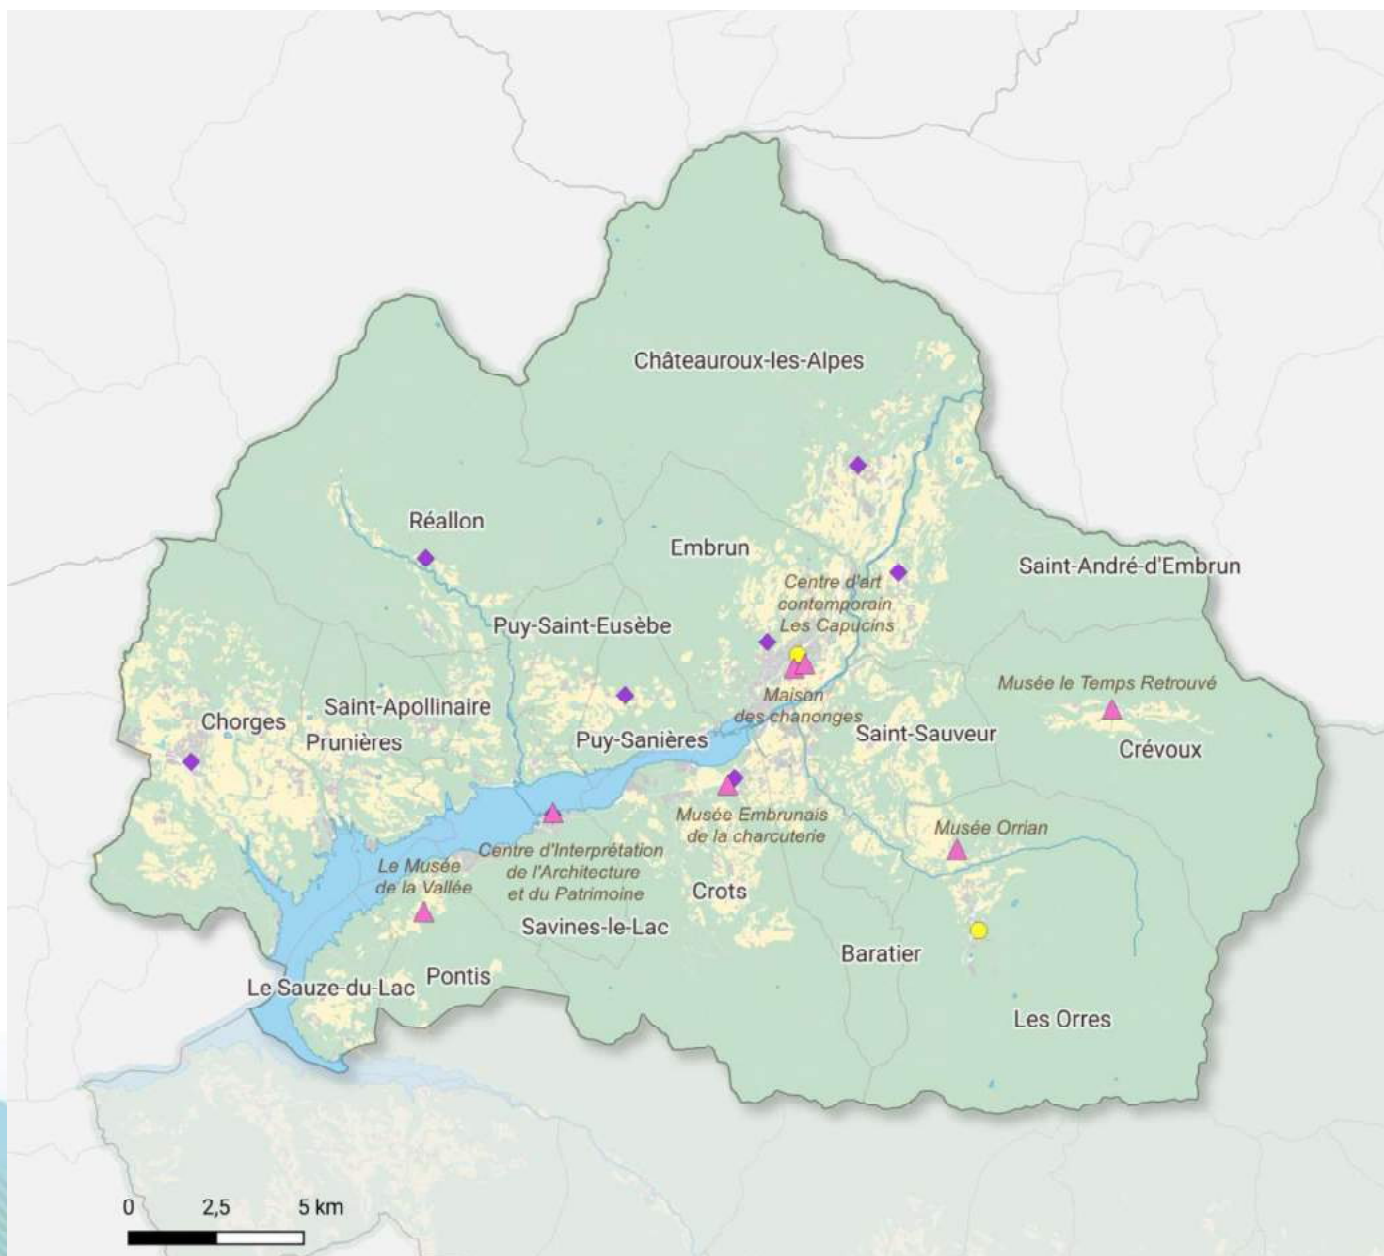 Châteauroux-les-Alpes
Réallon
Embrun
Saint-André-d'Embrun
Centre d'art
contemporain
Les Capucins
Puy-Saint-Eusèbe
Musée le Temps Retrouvé
Saint-Apollinaire
Chorges
Maison
des chanonges
Prunières
Puy-Sanières
Saint-Sauveur
Crévoux
Musée Embrunais
de la charcuterie
Musée Orrian
Le Musée
de la Vallée
Centre d'Interprétation
de l'Architecture
et du Patrimoine
Crots
Savines-le-Lac
Baratier
Pontis
Le Sauze-du-Lac
Les Orres
0 2,5 5 km